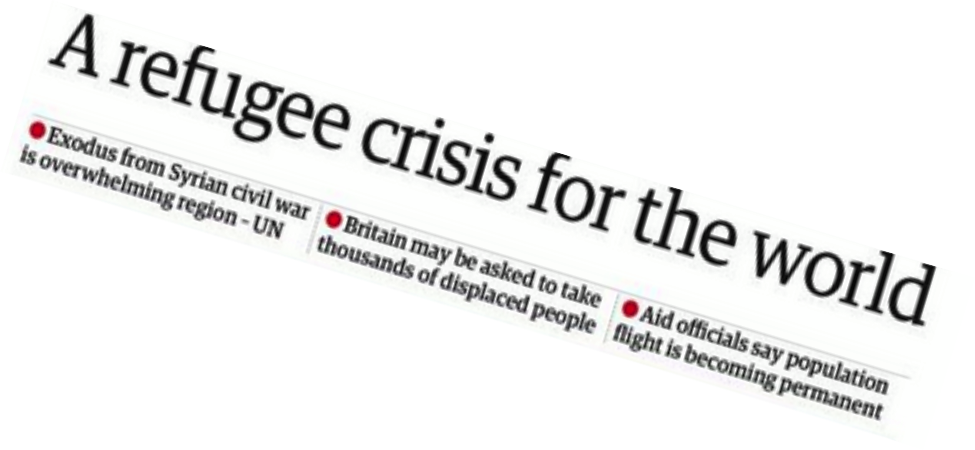 A refugee crisis for the world
● Exodus from Syrian civil war
is overwhelming region – UN
● Britain may be asked to take
thousands of displaced people
● Aid officials say population
flight is becoming permanent